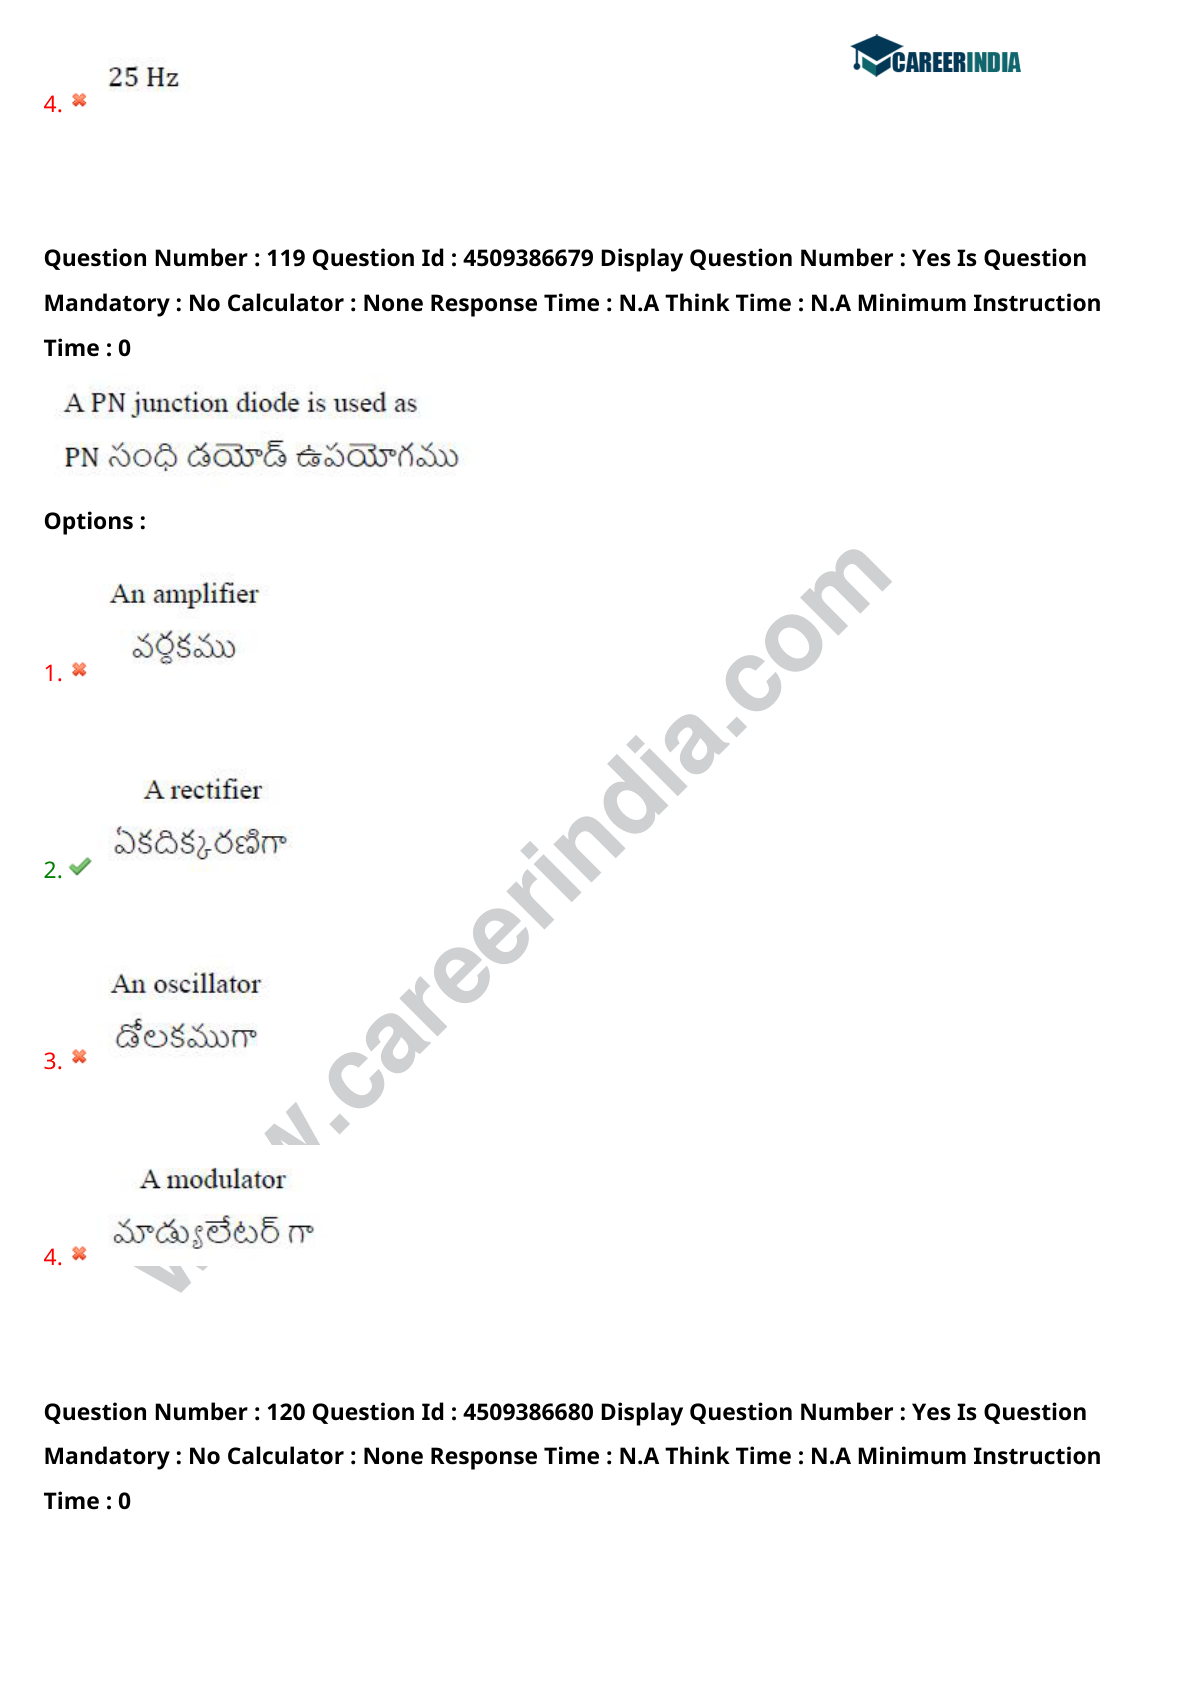 CAREERINDIA
25 Hz
4.
Question Number : 119 Question Id : 4509386679 Display Question Number : Yes Is Question
Mandatory : No Calculator : None Response Time : N.A Think Time : N.A Minimum Instruction
Time : 0
A PN junction diode is used as
PN సంధి డయోడ్ ఉపయోగము
Options :
An amplifier
వర్ధకము
1.
A rectifier
ఏకదిక్కరణిగా
2.
An oscillator
డోలకముగా
3.
A modulator
మాడ్యులేటర్ గా
4.
w.careerindia.com
Question Number : 120 Question Id : 4509386680 Display Question Number : Yes Is Question
Mandatory : No Calculator : None Response Time : N.A Think Time : N.A Minimum Instruction
Time : 0